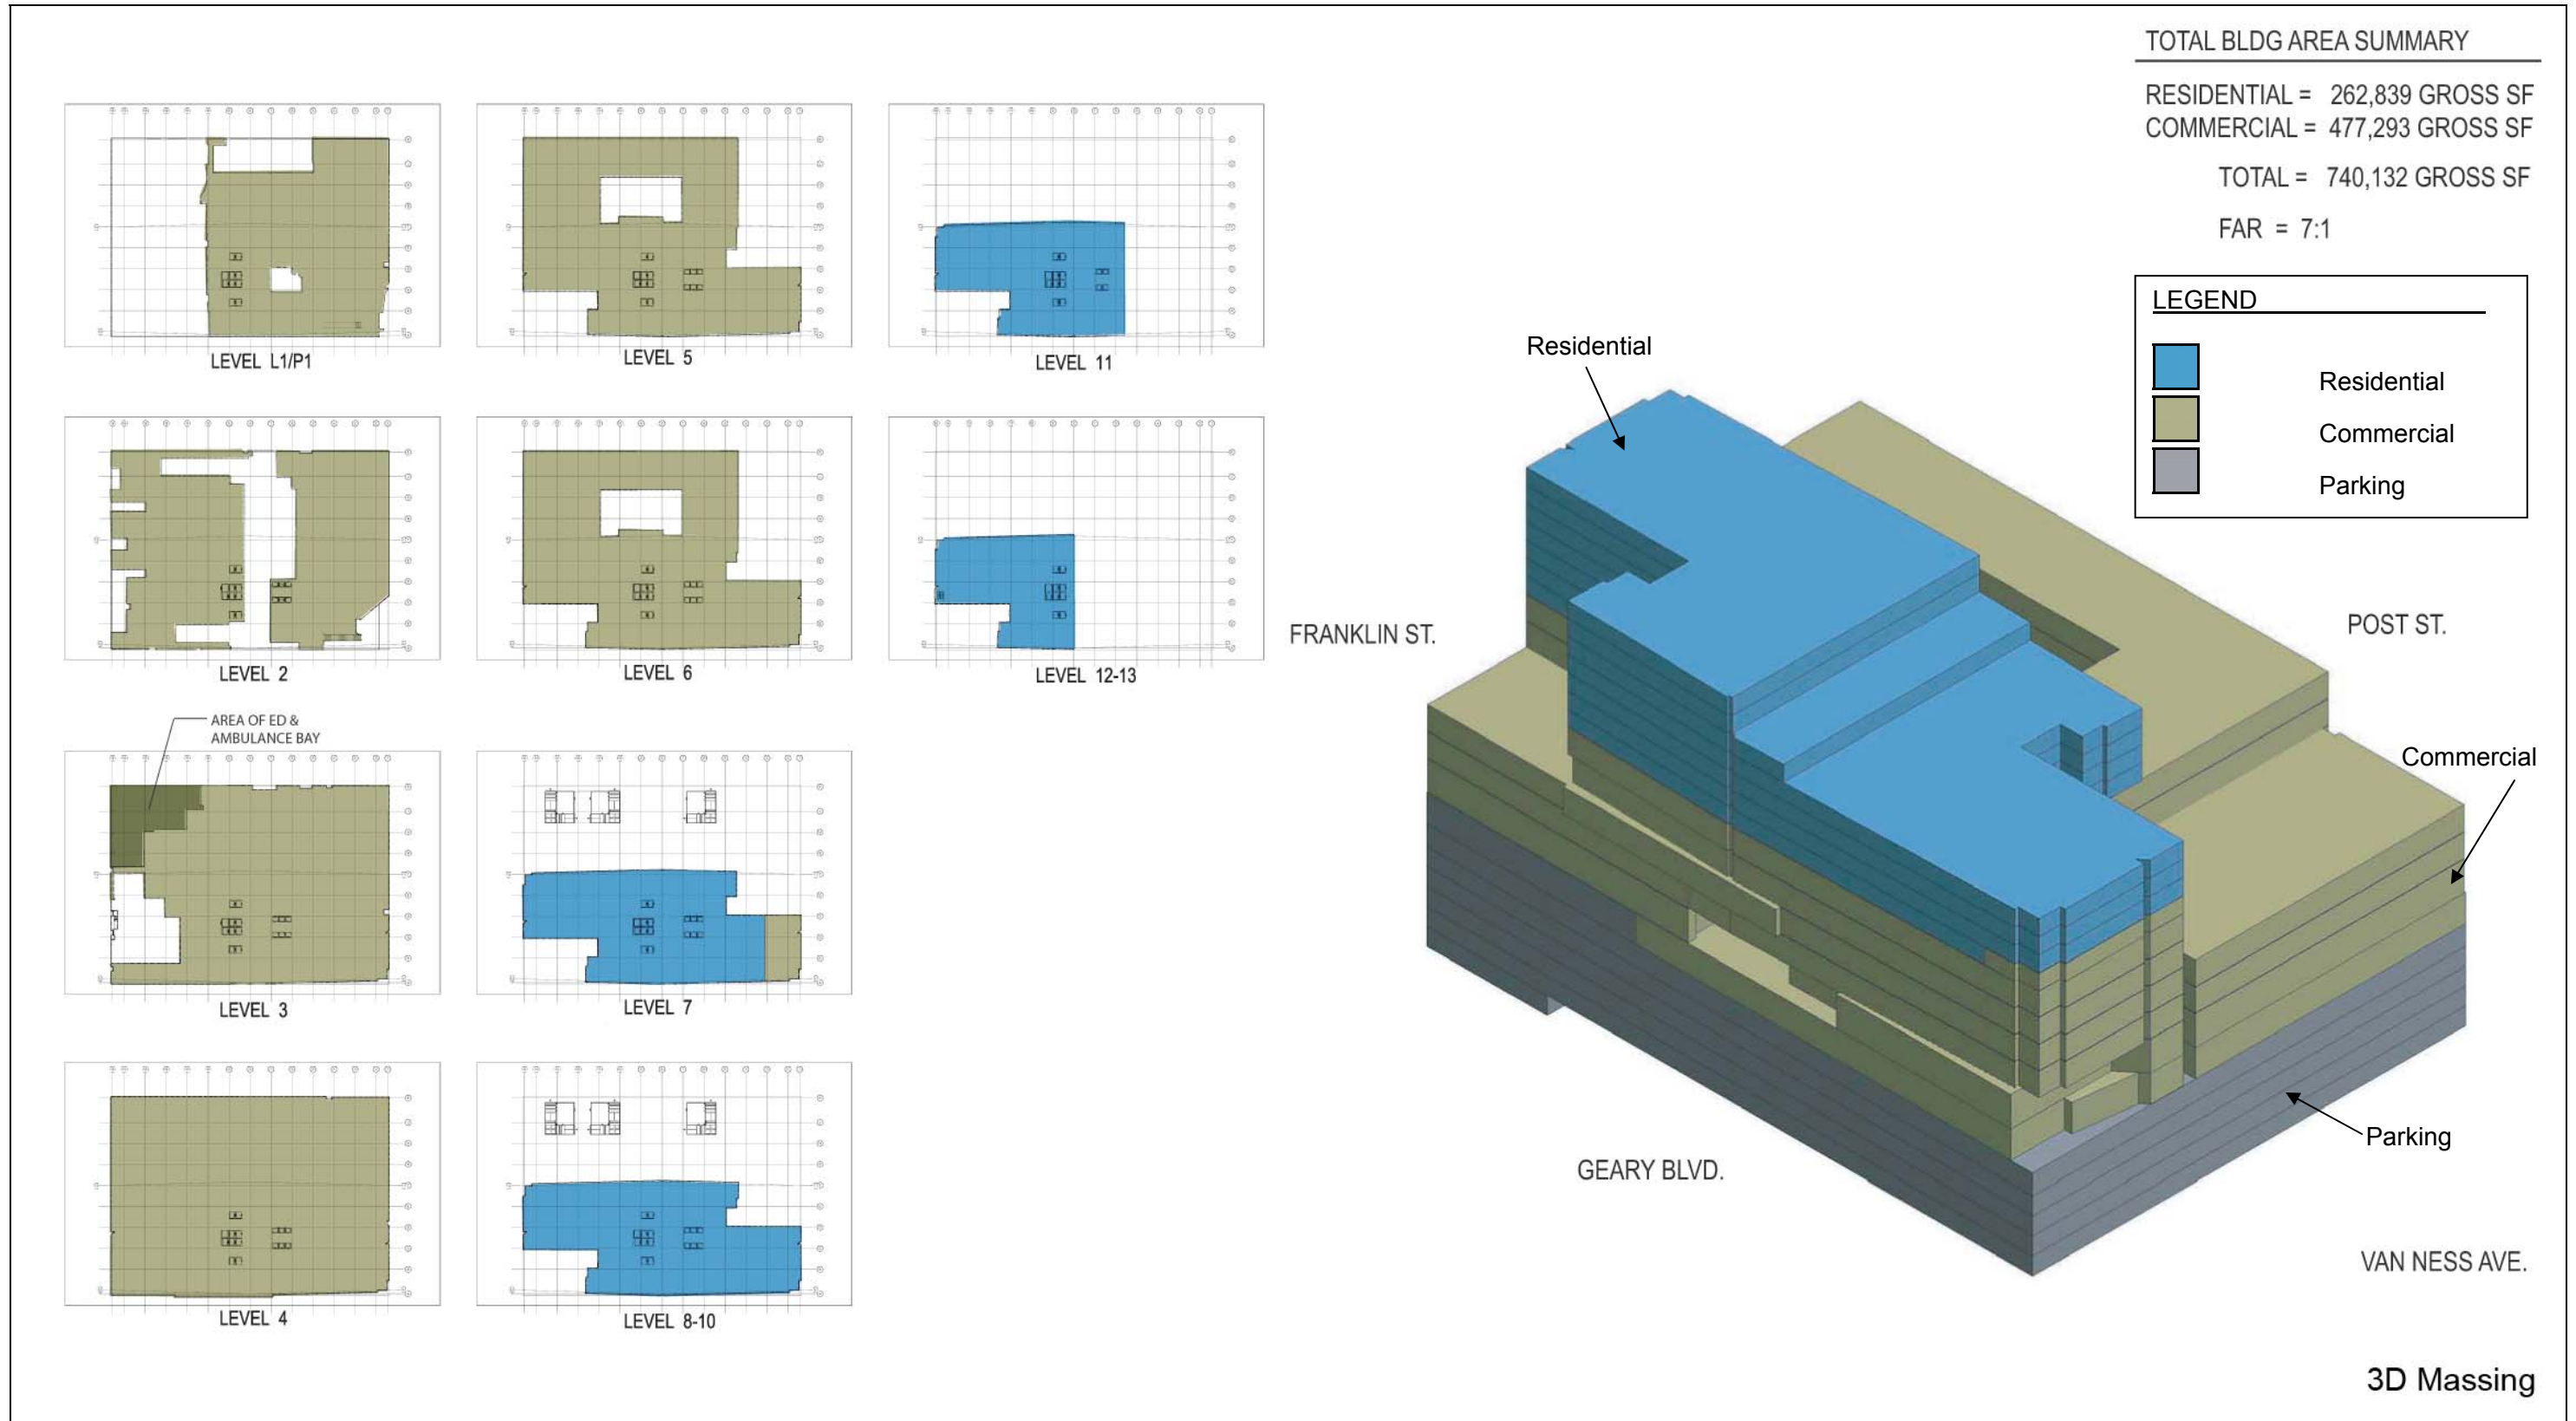 TOTAL BLDG AREA SUMMARY
RESIDENTIAL = 262,839 GROSS SF
COMMERCIAL = 477,293 GROSS SF
TOTAL = 740,132 GROSS SF
FAR = 7:1
LEGEND
Residential
Commercial
Parking
LEVEL L1/P1
LEVEL 5
LEVEL 11
LEVEL 2
LEVEL 6
LEVEL 12-13
AREA OF ED &
AMBULANCE BAY
LEVEL 3
LEVEL 7
LEVEL 4
LEVEL 8-10
Residential
FRANKLIN ST.
POST ST.
Commercial
Parking
GEARY BLVD.
VAN NESS AVE.
3D Massing